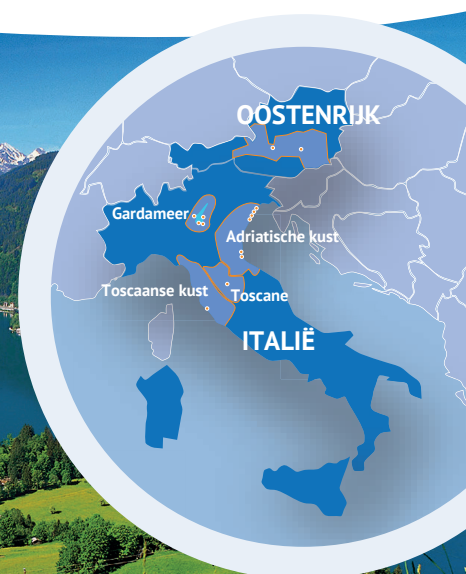 OOSTENRIJK
Gardameer
Adriatische kust
Toscaanse kust
Toscane
ITALIË